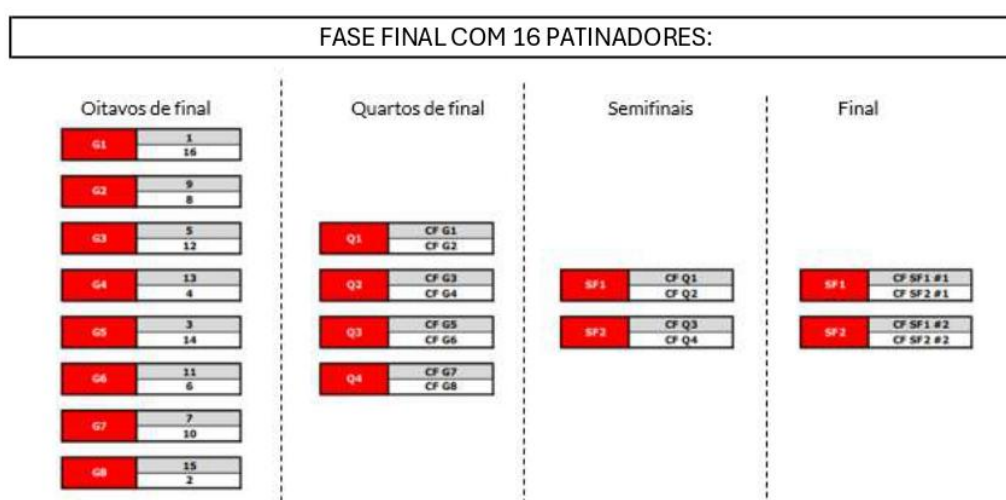 FASE FINAL COM 16 PATINADORES:
Oitavos de final
G1 1
16
G2 9
8
G3 5
12
G4 13
4
G5 3
14
G6 11
6
G7 7
10
G8 15
2
Quartos de final
Q1 CF G1
CF G2
Q2 CF G3
CF G4
Q3 CF G5
CF G6
Q4 CF G7
CF G8
Semifinais
SF1 CF Q1
CF Q2
SF2 CF Q3
CF Q4
Final
SF1 CF SF1 #1
CF SF2 #1
SF2 CF SF1 #2
CF SF2 #2